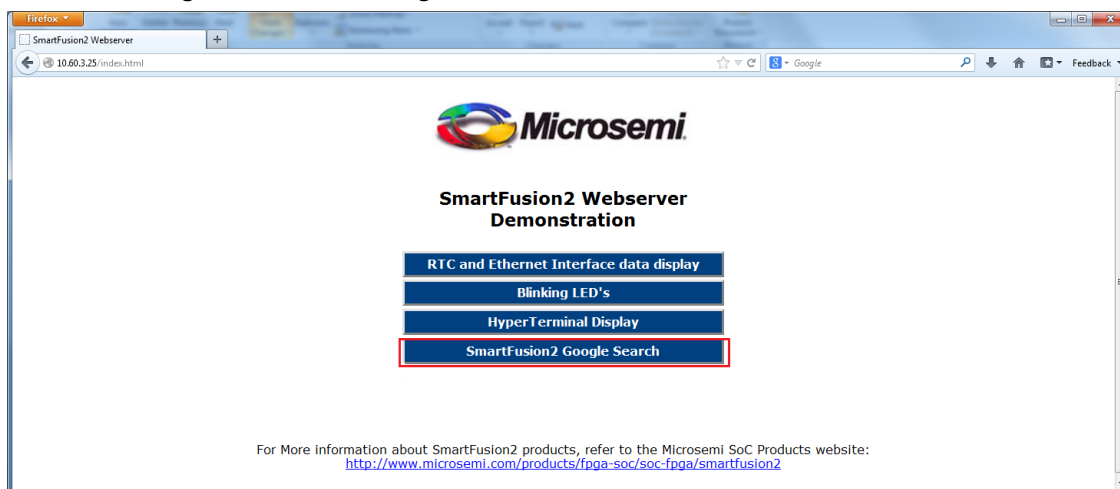 Firefox
SmartFusion2 Webserver
10.60.3.25/index.html
Google
Feedback
Microsemi
SmartFusion2 Webserver
Demonstration
RTC and Ethernet Interface data display
Blinking LED's
HyperTerminal Display
SmartFusion2 Google Search
For More information about SmartFusion2 products, refer to the Microsemi SoC Products website:
http://www.microsemi.com/products/fpga-soc/soc-fpga/smartfusion2